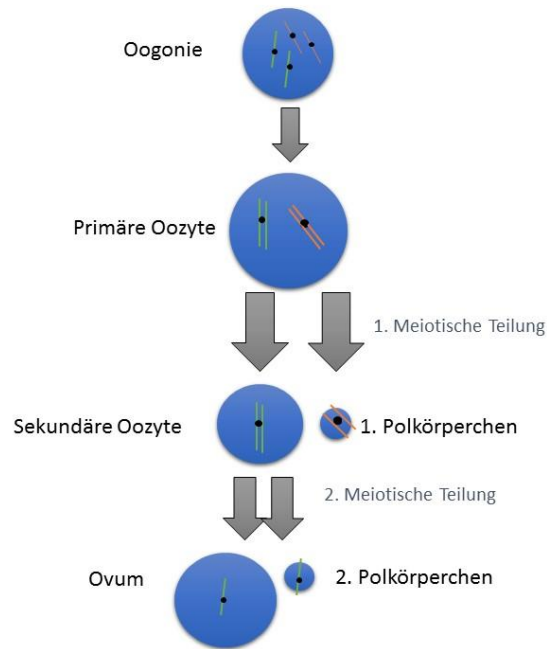 Oogonie
Primäre Oozyte
1. Meiotische Teilung
Sekundäre Oozyte
1. Polkörperchen
2. Meiotische Teilung
Ovum
2. Polkörperchen